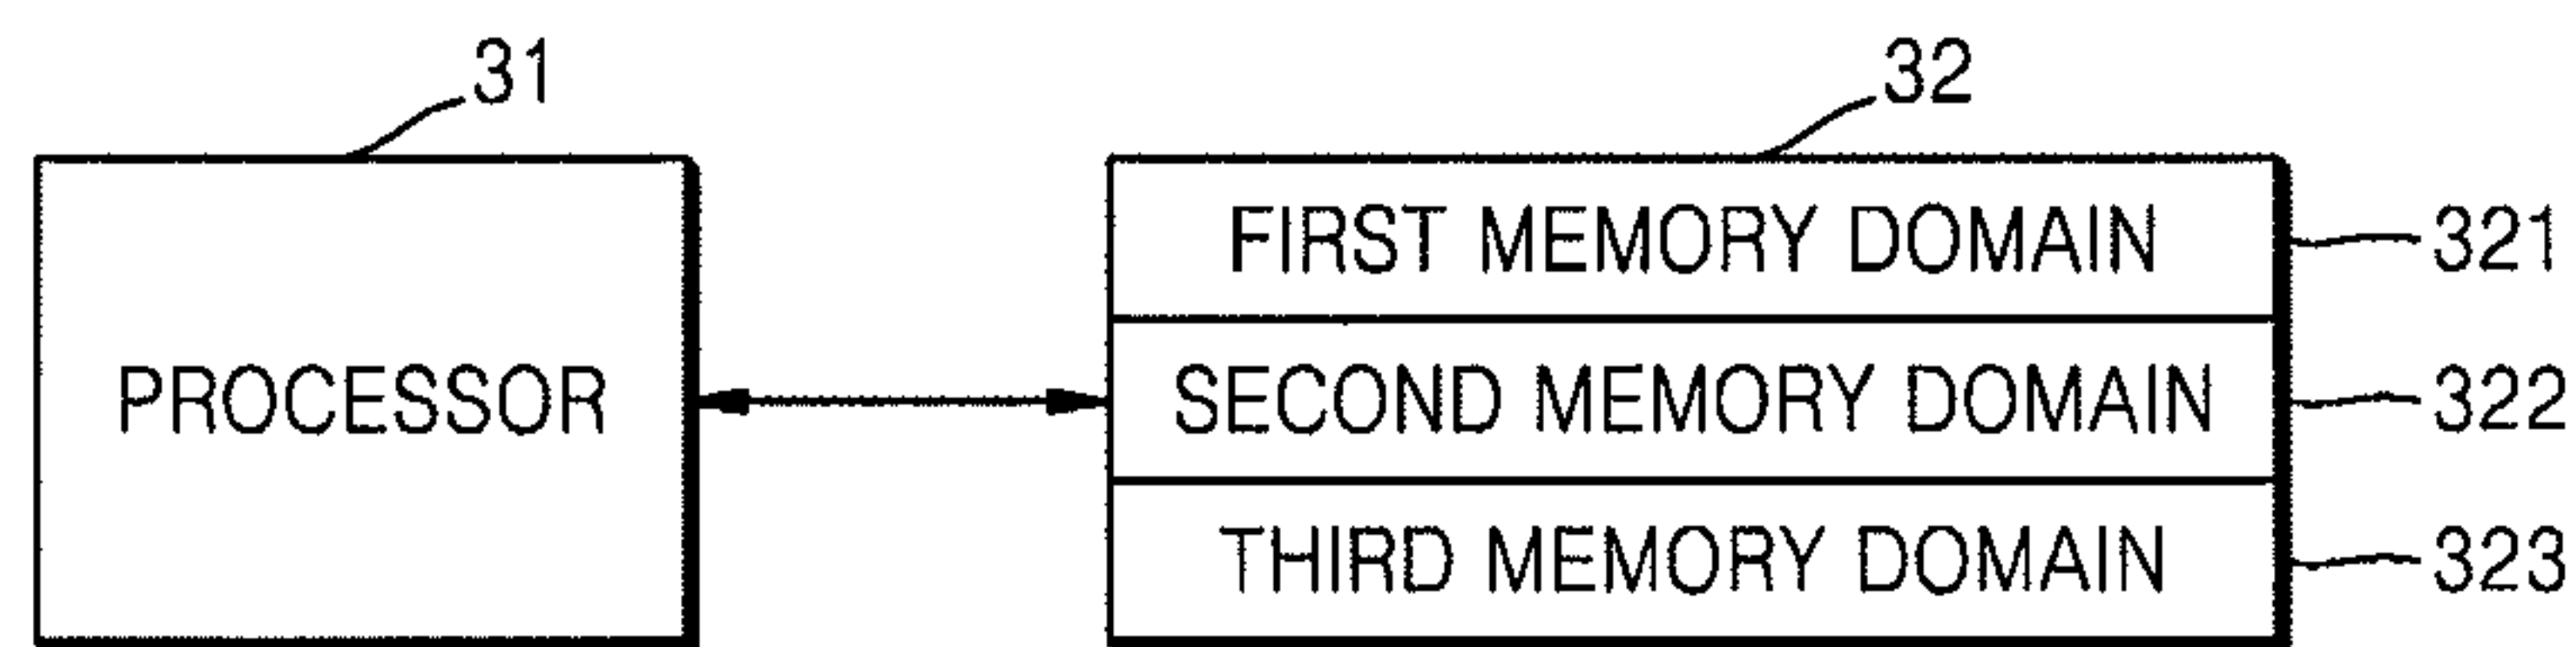 31
32
FIRST MEMORY DOMAIN
321
PROCESSOR
SECOND MEMORY DOMAIN
322
THIRD MEMORY DOMAIN
323